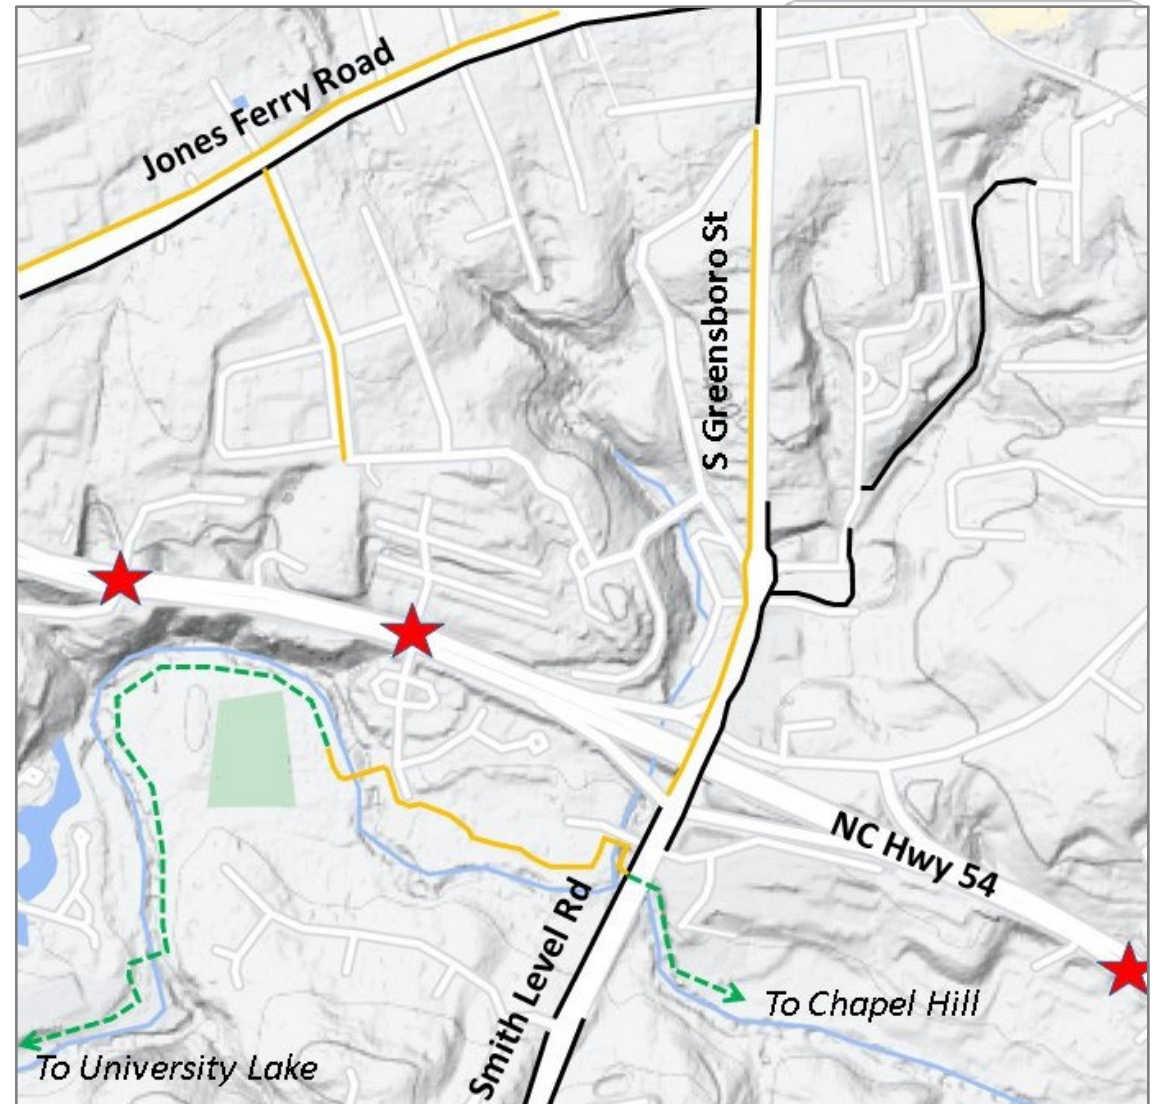 Jones Ferry Road
S Greensboro St
NC Hwy 54
Smith Level Rd
To Chapel Hill
To University Lake